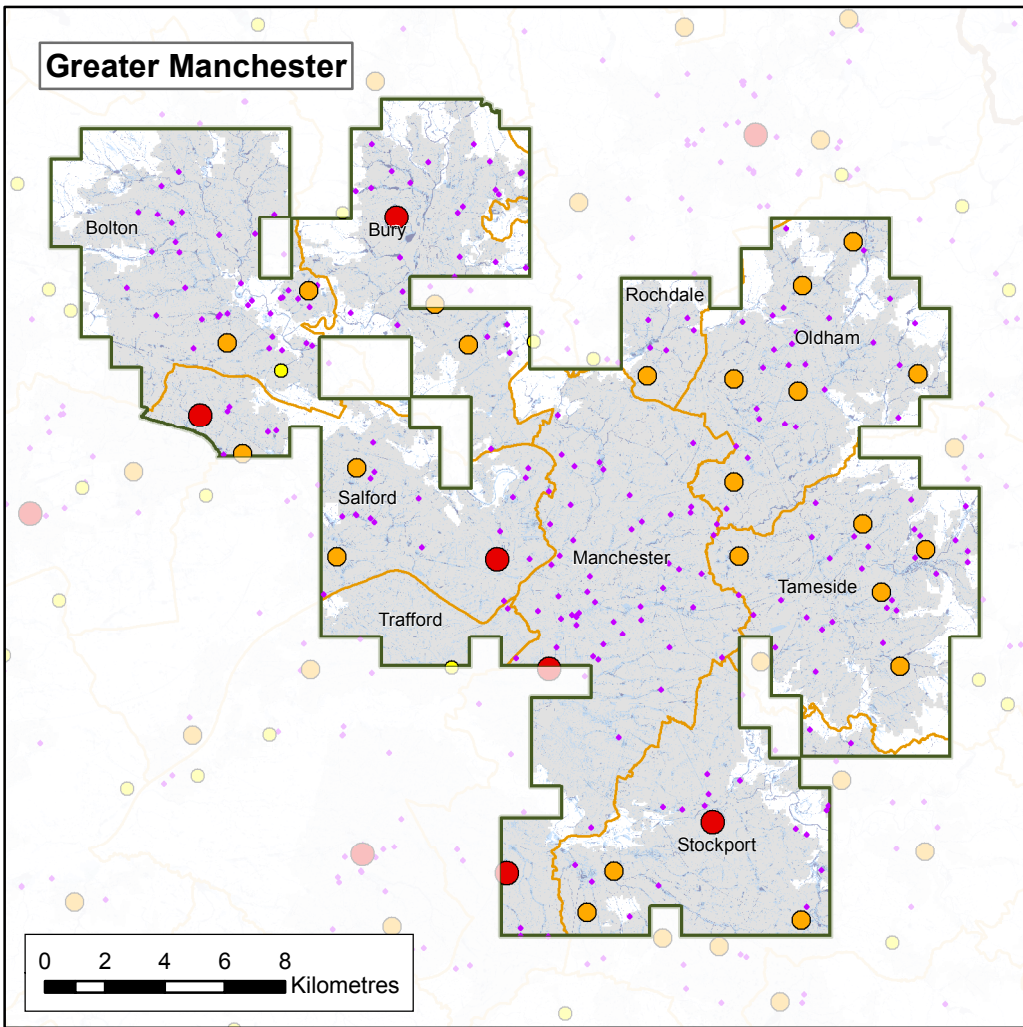 Greater Manchester
Bolton
Bury
Rochdale
Oldham
Salford
Manchester
Tameside
Trafford
Stockport
0 2 4 6 8
Kilometres